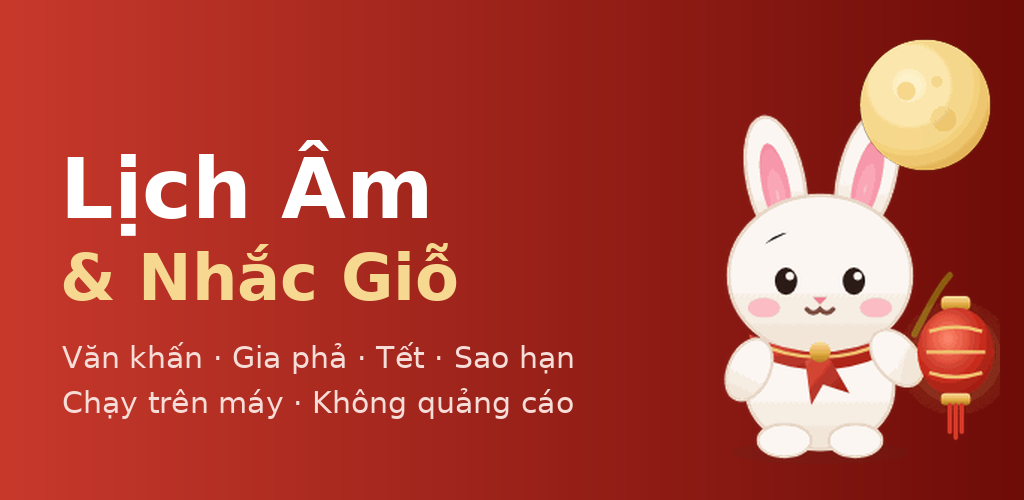 Lịch Âm
& Nhắc Giỗ
Văn khấn · Gia phả · Tết · Sao hạn
Chạy trên máy · Không quảng cáo